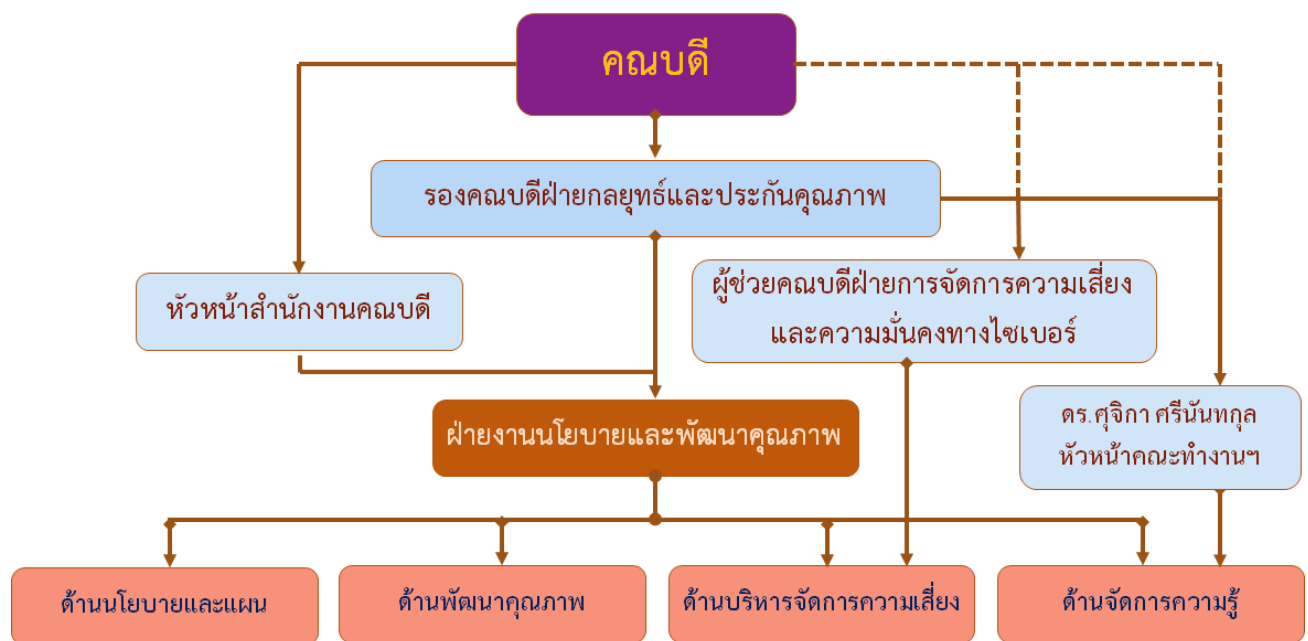 คณบดี
รองคณบดีฝ่ายกลยุทธ์และประกันคุณภาพ
หัวหน้าสำนักงานคณบดี
ผู้ช่วยคณบดีฝ่ายการจัดการความเสี่ยง
และความมั่นคงทางไซเบอร์
ฝ่ายงานนโยบายและพัฒนาคุณภาพ
ดร.ศุจิกา ศรีนันทกุล
หัวหน้าคณะทำงานฯ
ด้านนโยบายและแผน
ด้านพัฒนาคุณภาพ
ด้านบริหารจัดการความเสี่ยง
ด้านจัดการความรู้